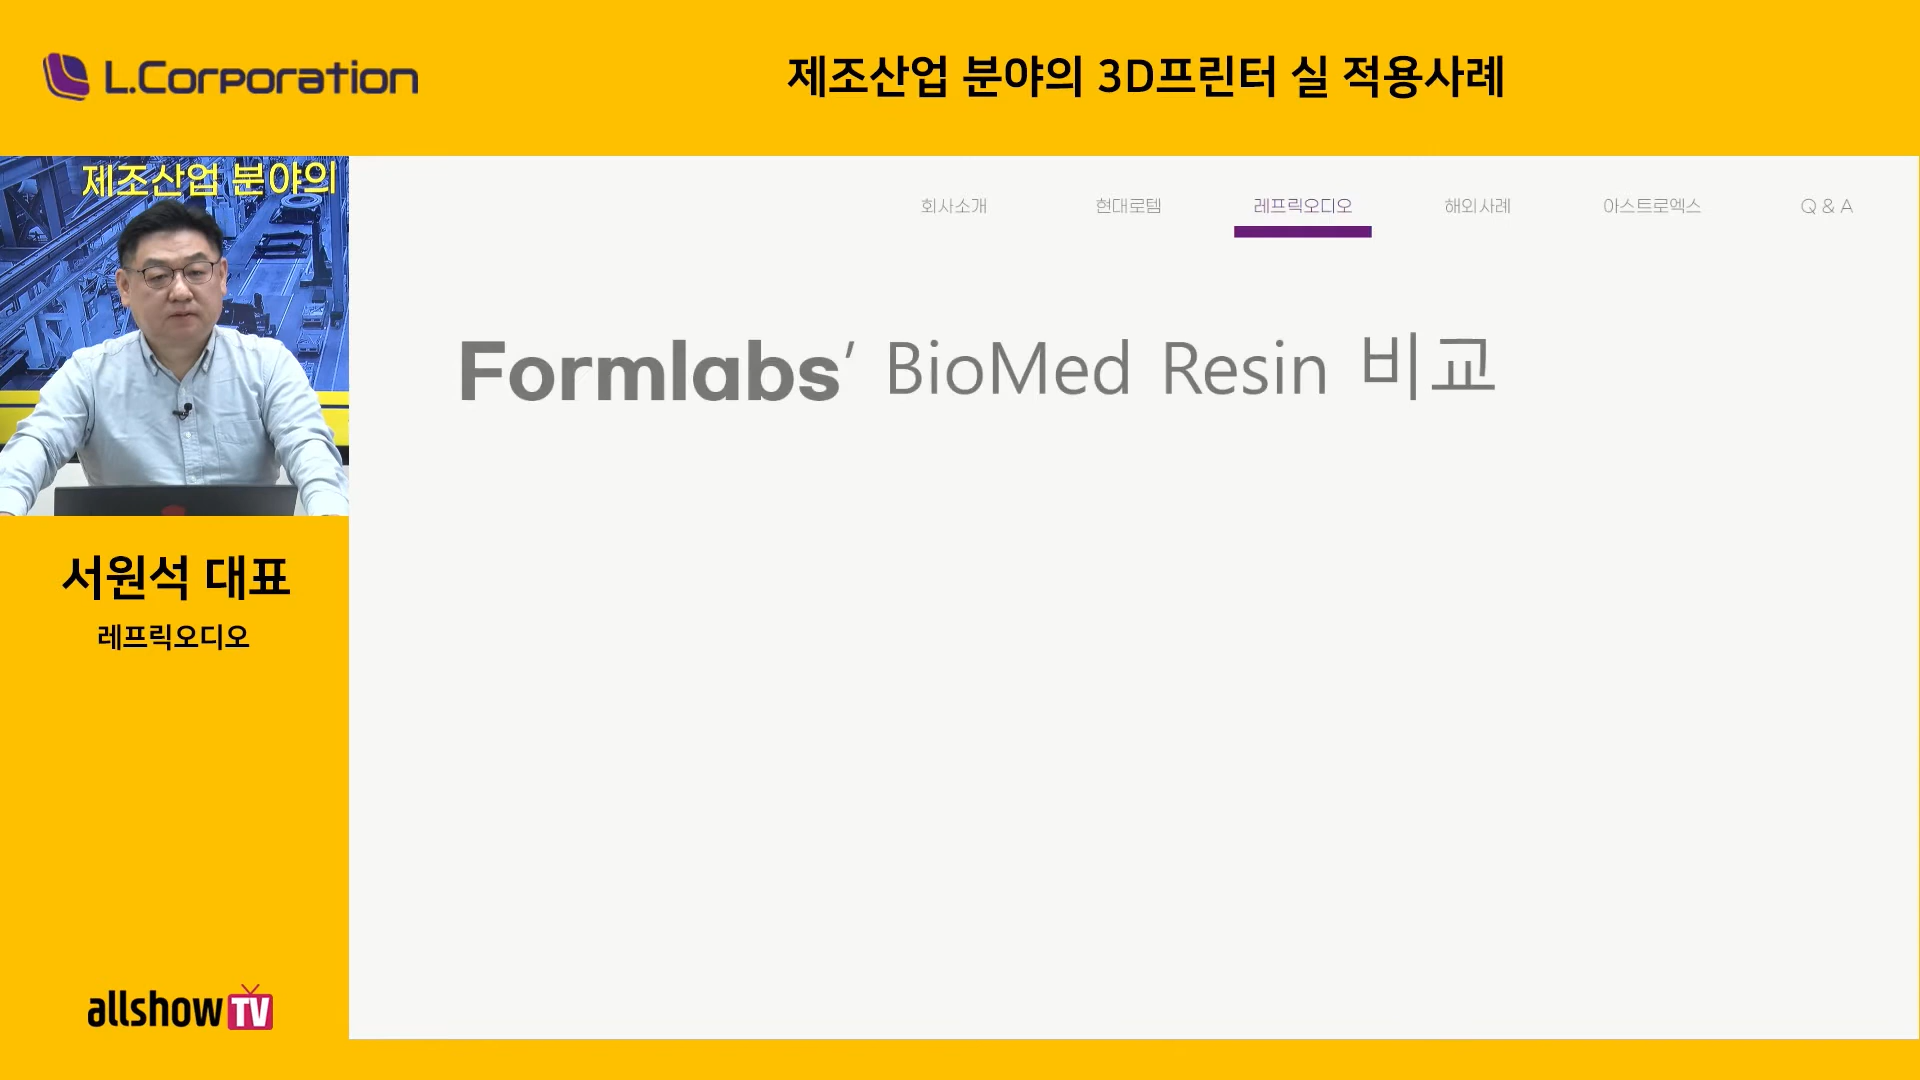 L.Corporation
제조산업 분야의 3D프린터 실 적용사례
제조산업 분야의
회사소개 현대로템 레프릭오디오 해외사례 아스트로엑스 Q & A
Formlabs’ BioMed Resin 비교
서원석 대표
레프릭오디오
allshowTV